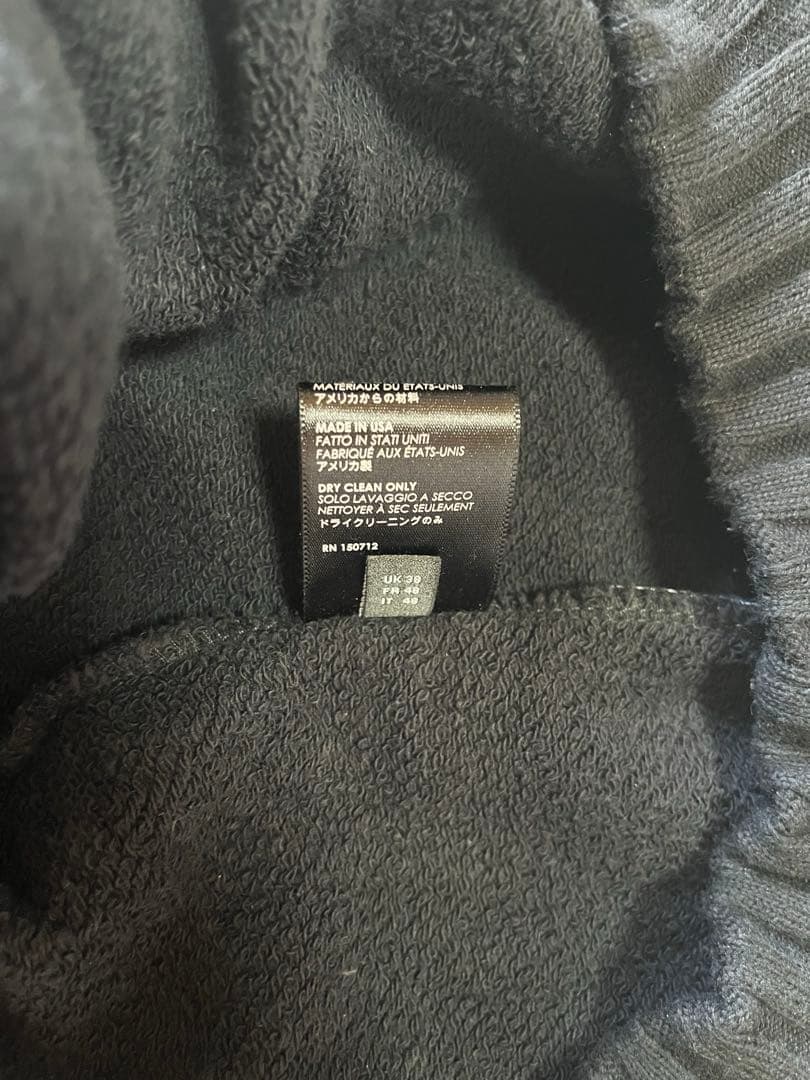 MATERIAUX DU ÉTATS-UNIS
アメリカからの材料
MADE IN USA
FATTO IN STATI UNITI
FABRIQUÉ AUX ÉTATS-UNIS
アメリカ製
DRY CLEAN ONLY
SOLO LAVAGGIO A SECCO
NETTOYER À SEC SEULEMENT
ドライクリーニングのみ
RN 150712
UK 38
FR 48
IT 48